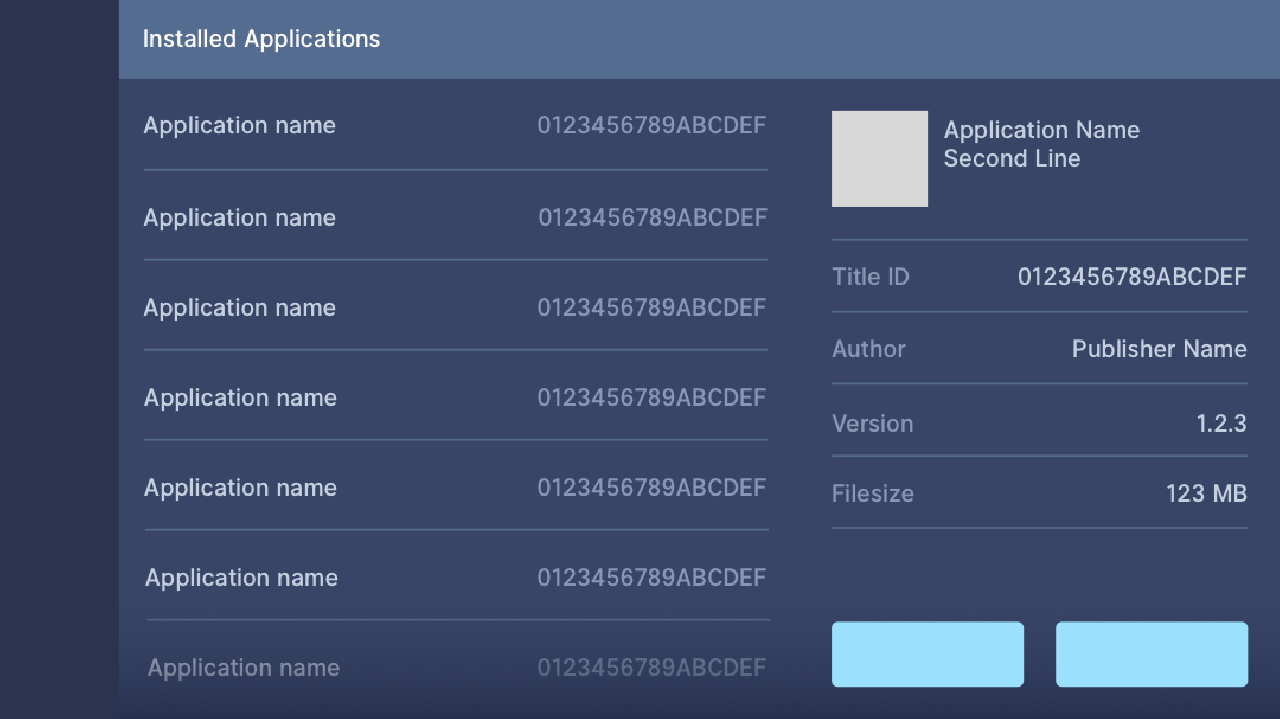 Installed Applications
Application name 0123456789ABCDEF
Application name 0123456789ABCDEF
Application name 0123456789ABCDEF
Application name 0123456789ABCDEF
Application name 0123456789ABCDEF
Application name 0123456789ABCDEF
Application name 0123456789ABCDEF
Application Name
Second Line
Title ID 0123456789ABCDEF
Author Publisher Name
Version 1.2.3
Filesize 123 MB